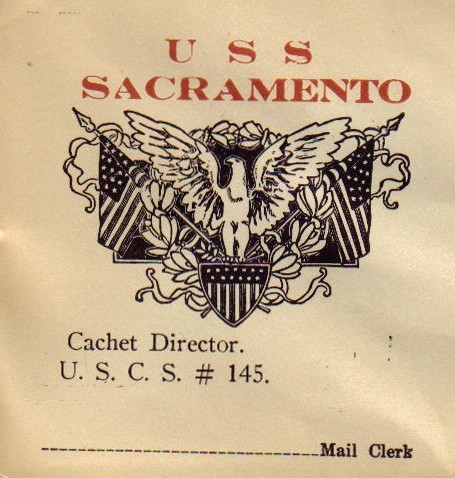 U S S
SACRAMENTO
Cachet Director.
U. S. C. S. # 145.
Mail Clerk